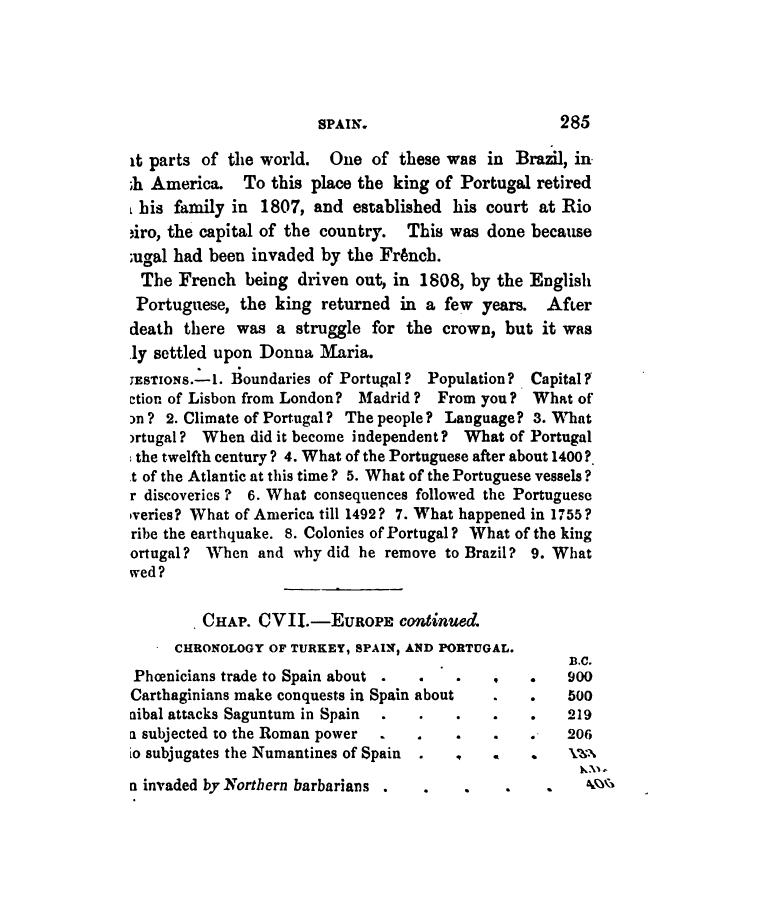 SPAIN. 285
it parts of the world. One of these was in Brazil, in
h America. To this place the king of Portugal retired
his family in 1807, and established his court at Rio
eiro, the capital of the country. This was done because
tugal had been invaded by the French.
The French being driven out, in 1808, by the English
Portuguese, the king returned in a few years. After
death there was a struggle for the crown, but it was
ly settled upon Donna Maria.
UESTIONS.—1. Boundaries of Portugal? Population? Capital?
ction of Lisbon from London? Madrid? From you? What of
on? 2. Climate of Portugal? The people? Language? 3. What
ortugal? When did it become independent? What of Portugal
the twelfth century? 4. What of the Portuguese after about 1400?
t of the Atlantic at this time? 5. What of the Portuguese vessels?
r discoveries? 6. What consequences followed the Portuguese
veries? What of America till 1492? 7. What happened in 1755?
ribe the earthquake. 8. Colonies of Portugal? What of the king
ortugal? When and why did he remove to Brazil? 9. What
wed?
CHAP. CVII.—EUROPE continued.
CHRONOLOGY OF TURKEY, SPAIN, AND PORTUGAL.
B.C.
Phœnicians trade to Spain about . . . . . 900
Carthaginians make conquests in Spain about . . 500
nibal attacks Saguntum in Spain . . . . . 219
n subjected to the Roman power . . . . . 206
io subjugates the Numantines of Spain . . . . 133
A.D.
n invaded by Northern barbarians . . . . . 406